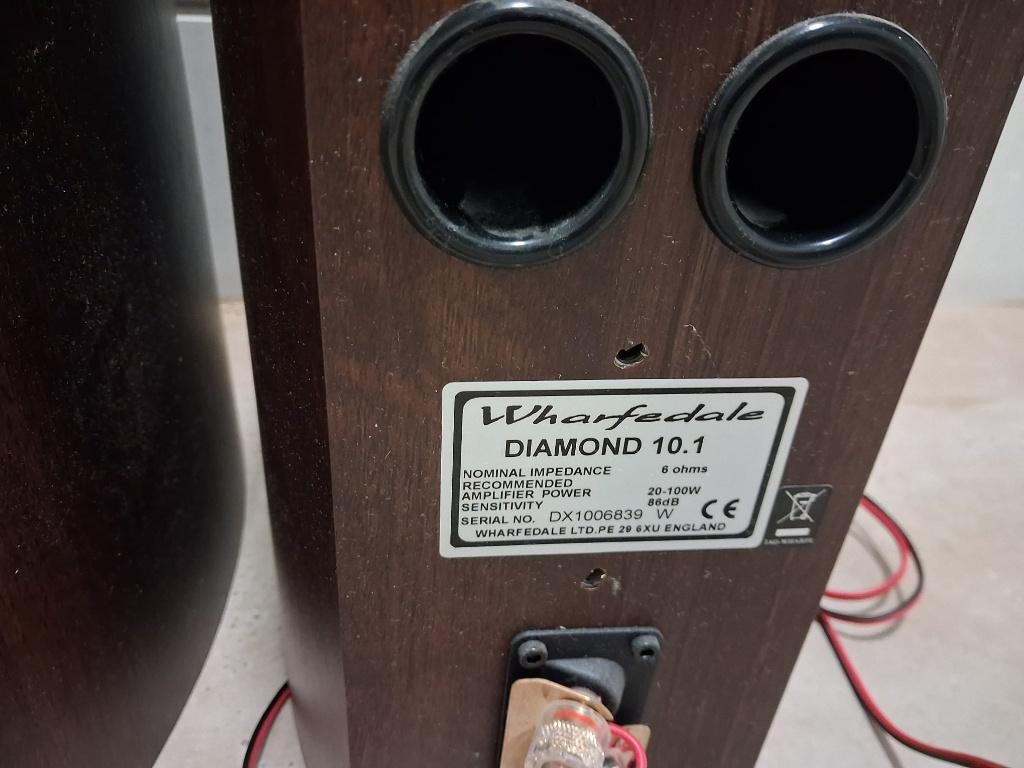 Wharfedale
DIAMOND 10.1
NOMINAL IMPEDANCE 6 ohms
RECOMMENDED
AMPLIFIER POWER 20-100W
SENSITIVITY 86dB
SERIAL NO. DX1006839 W CE
WHARFEDALE LTD.PE 29 6XU ENGLAND